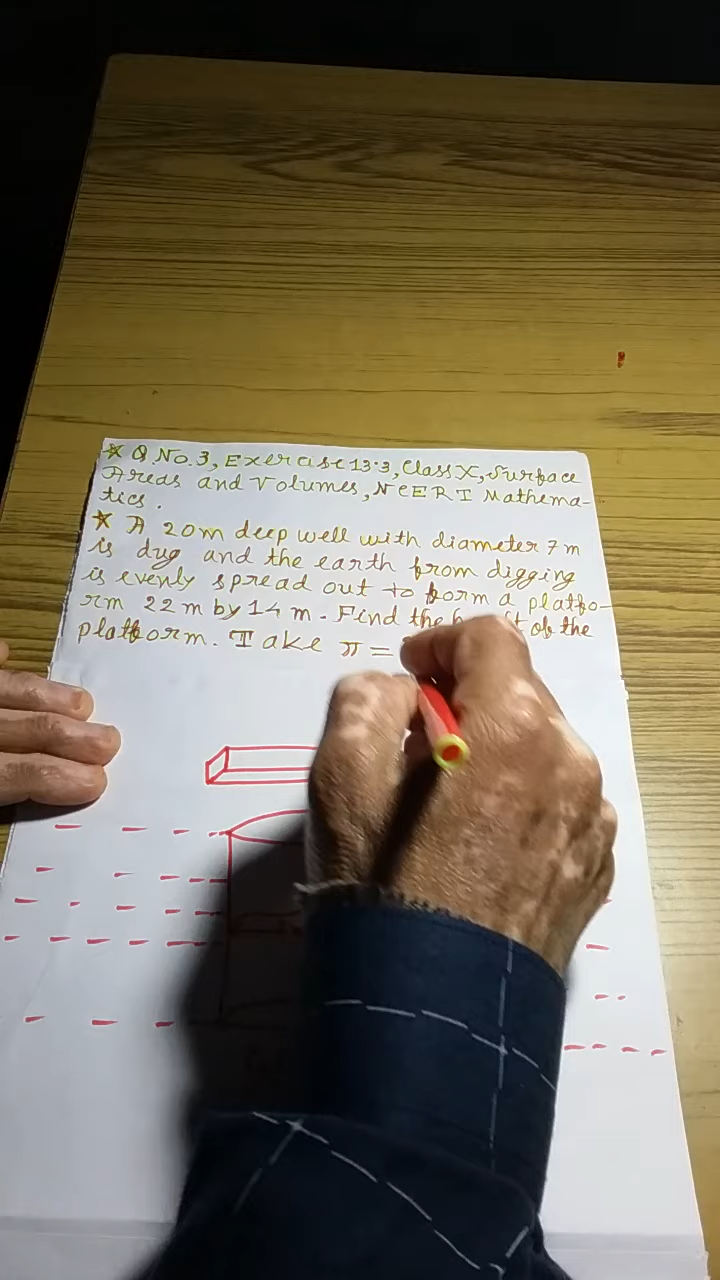 * Q.No.3, Exercise 13.3, Class X, Surface
Areas and Volumes, NCERT Mathema-
tics.
* A 20m deep well with diameter 7m
is dug and the earth from digging
is evenly spread out to form a platfo-
rm 22m by 14m. Find the of the
platform. Take π =